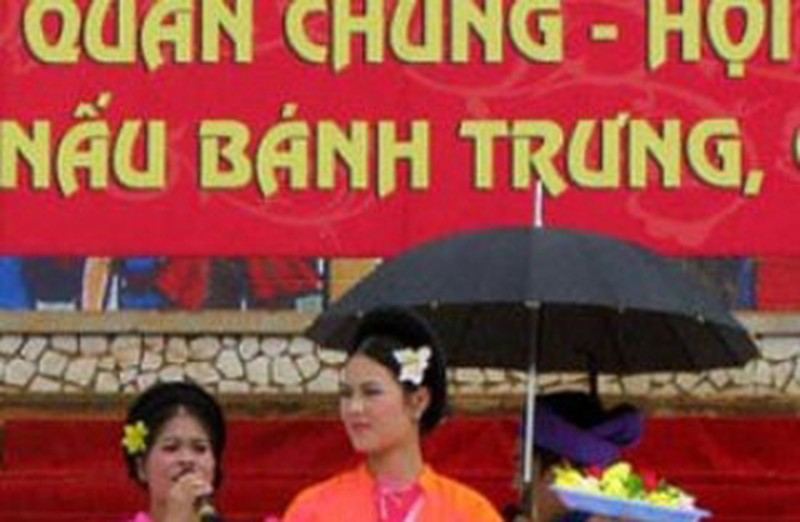 QUẦN CHÚNG - HỘI
NẤU BÁNH TRƯNG,